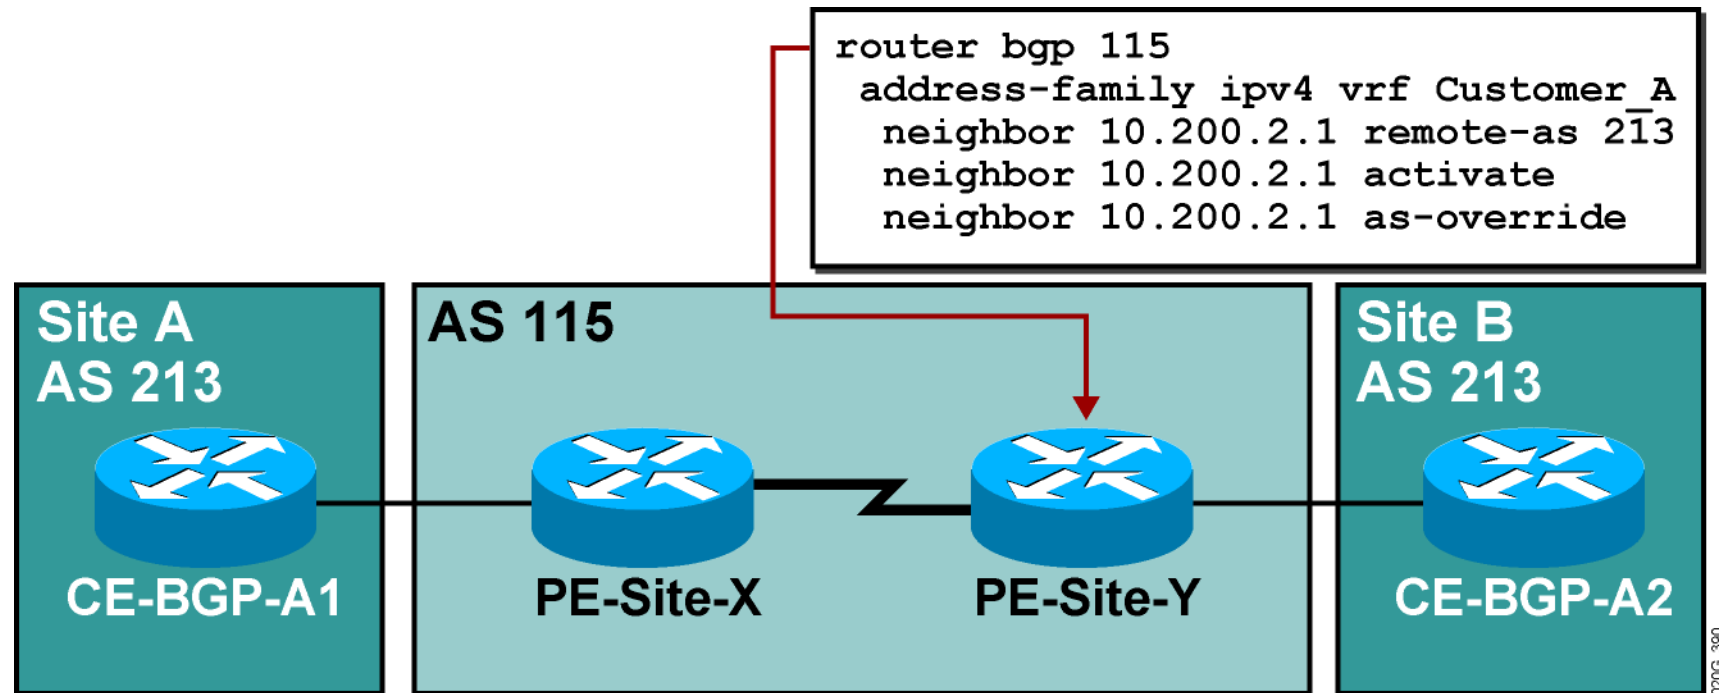 router bgp 115
address-family ipv4 vrf Customer_A
neighbor 10.200.2.1 remote-as 213
neighbor 10.200.2.1 activate
neighbor 10.200.2.1 as-override
Site A
AS 213
AS 115
Site B
AS 213
CE-BGP-A1
PE-Site-X
PE-Site-Y
CE-BGP-A2